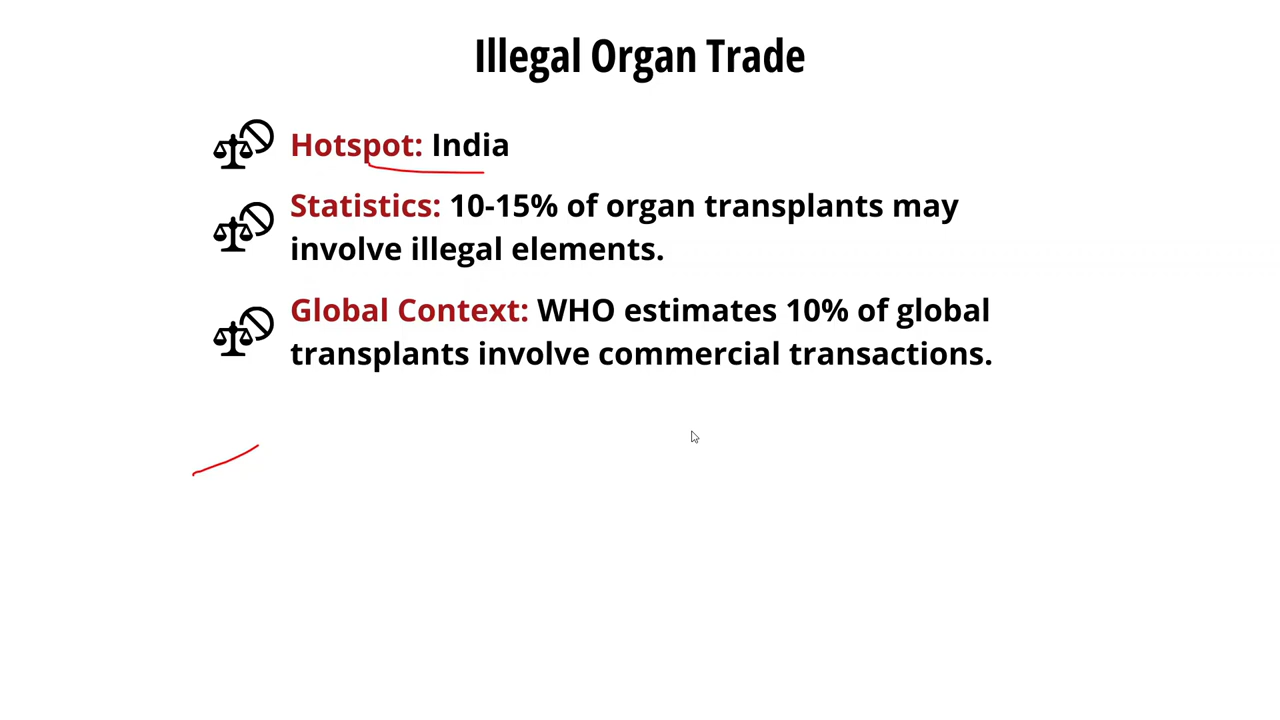 Illegal Organ Trade
Hotspot: India
Statistics: 10-15% of organ transplants may
involve illegal elements.
Global Context: WHO estimates 10% of global
transplants involve commercial transactions.